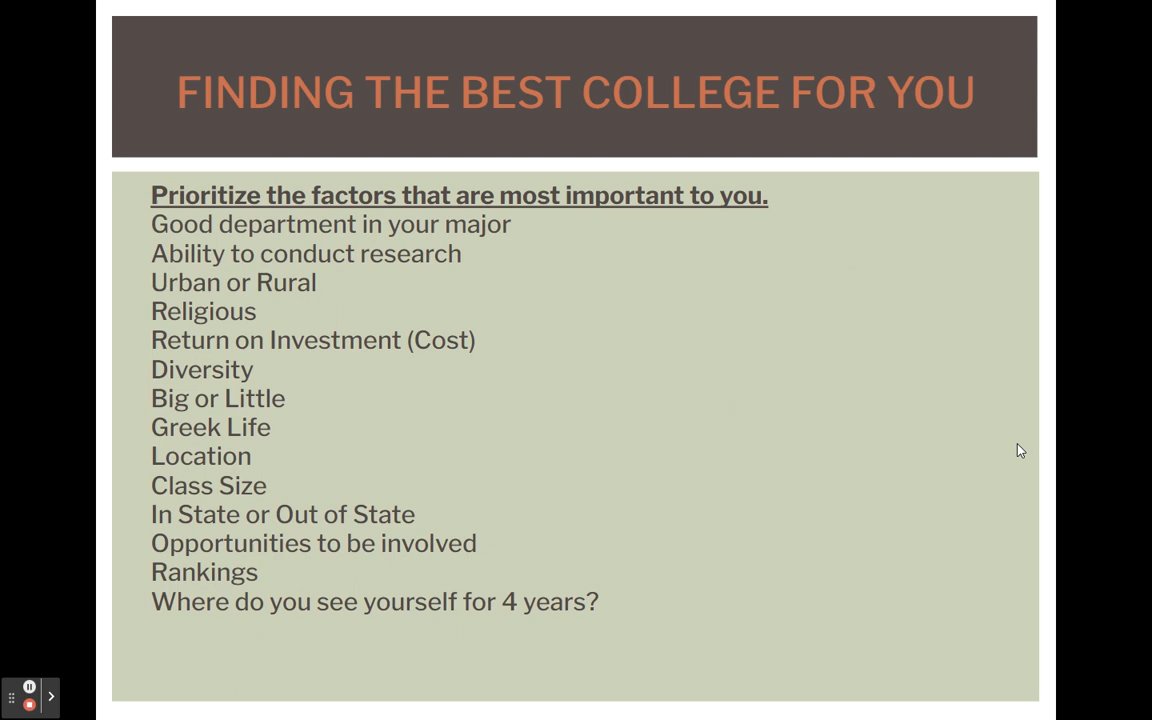 FINDING THE BEST COLLEGE FOR YOU
Prioritize the factors that are most important to you.
Good department in your major
Ability to conduct research
Urban or Rural
Religious
Return on Investment (Cost)
Diversity
Big or Little
Greek Life
Location
Class Size
In State or Out of State
Opportunities to be involved
Rankings
Where do you see yourself for 4 years?